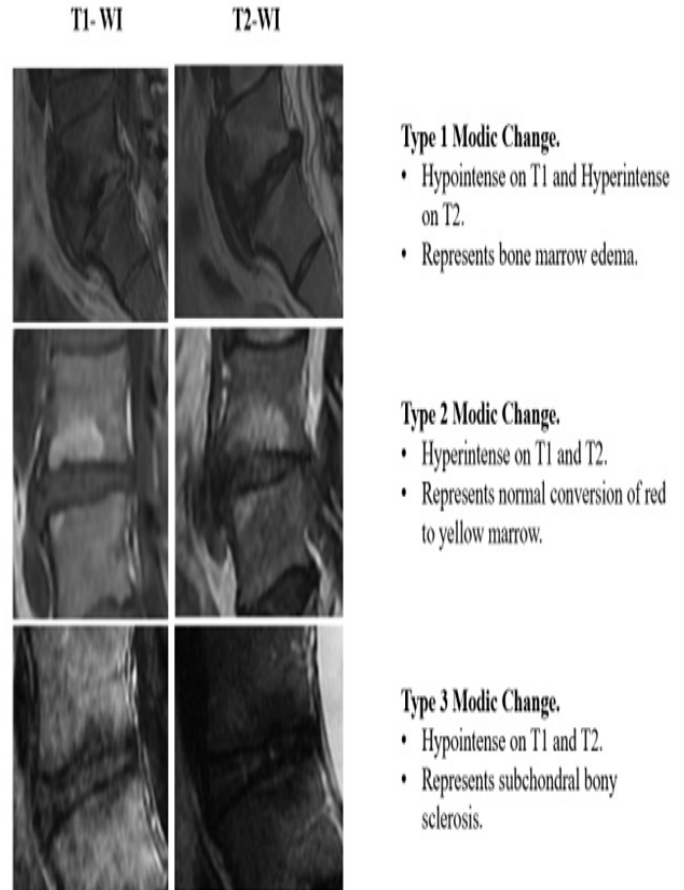 T1- WI
T2-WI
Type 1 Modic Change.
• Hypointense on T1 and Hyperintense
on T2.
• Represents bone marrow edema.
Type 2 Modic Change.
• Hyperintense on T1 and T2.
• Represents normal conversion of red
to yellow marrow.
Type 3 Modic Change.
• Hypointense on T1 and T2.
• Represents subchondral bony
sclerosis.